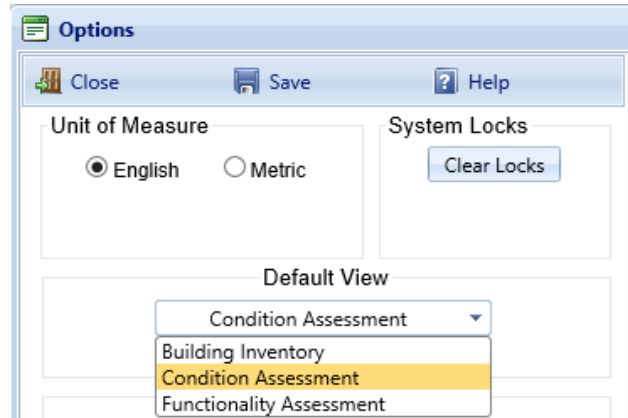 Options
Close Save Help
Unit of Measure System Locks
English Metric Clear Locks
Default View
Condition Assessment
Building Inventory
Condition Assessment
Functionality Assessment